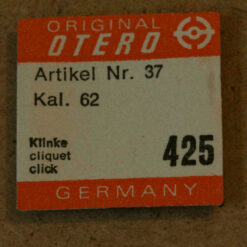 ORIGINAL
OTERO
Artikel Nr. 37
Kal. 62
Klinke
cliquet
click
425
GERMANY